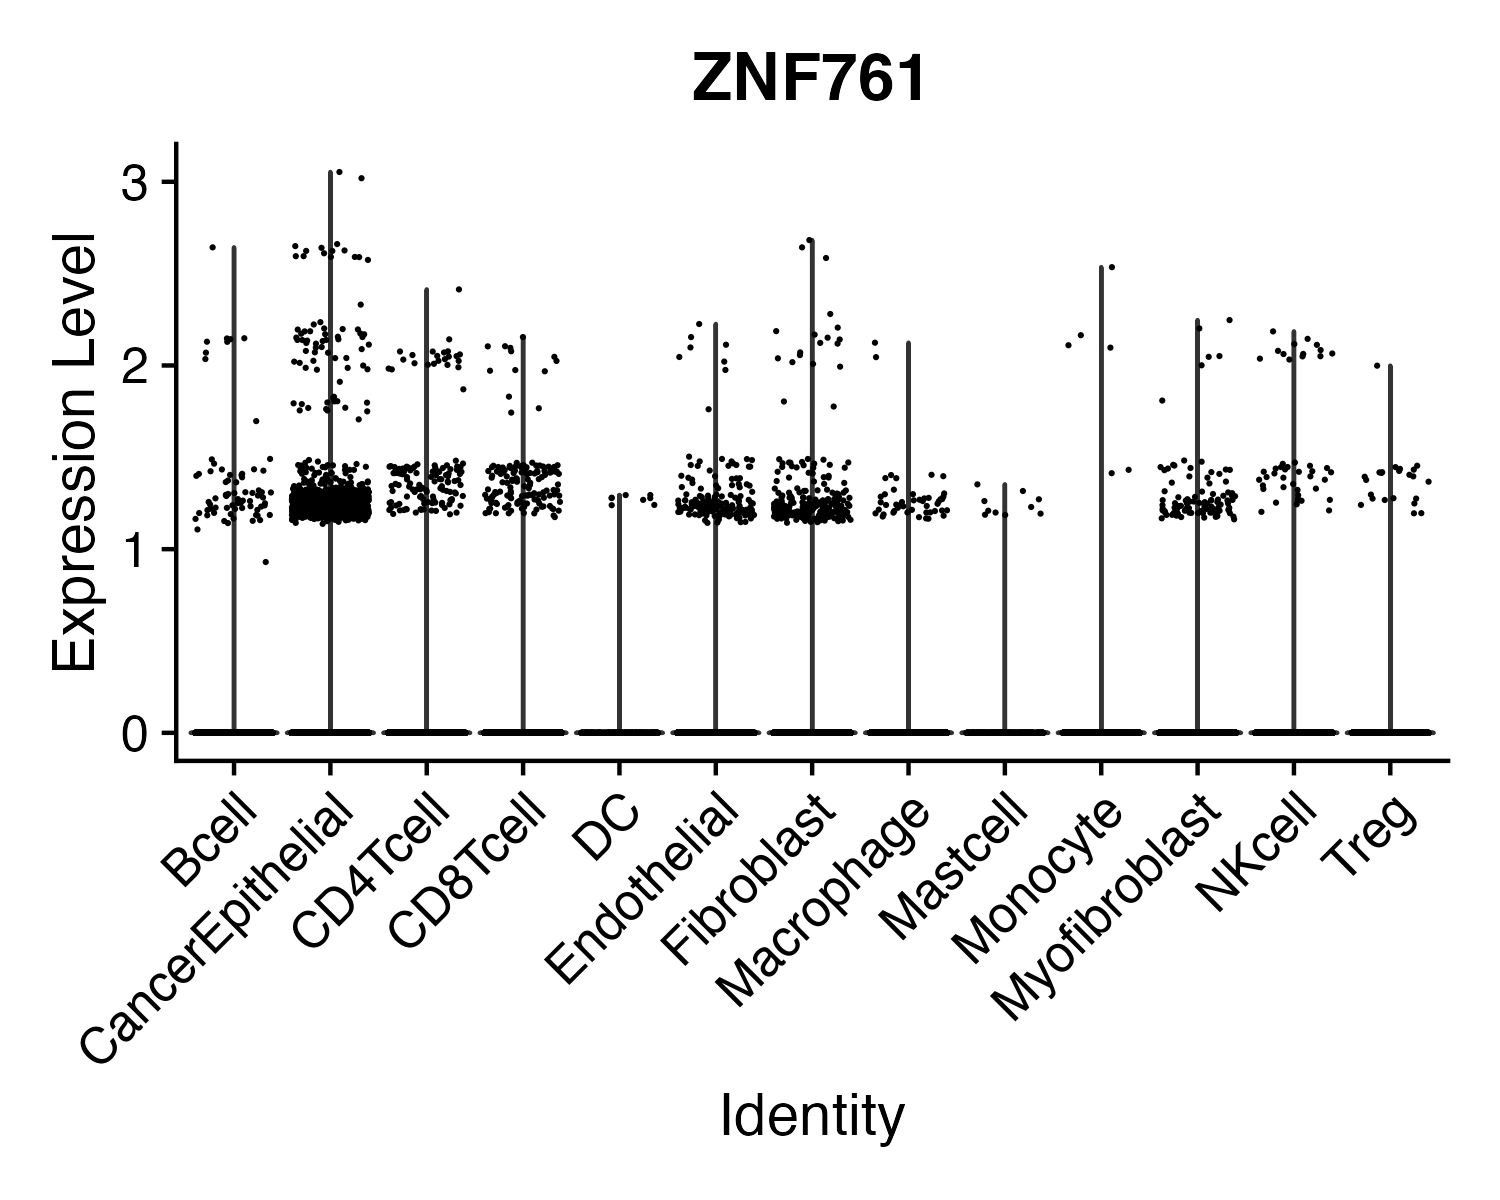 ZNF761
Expression Level
3
2
1
0
Bcell
CancerEpithelial
CD4Tcell
CD8Tcell
DC
Endothelial
Fibroblast
Macrophage
Mastcell
Monocyte
Myofibroblast
NKcell
Treg
Identity